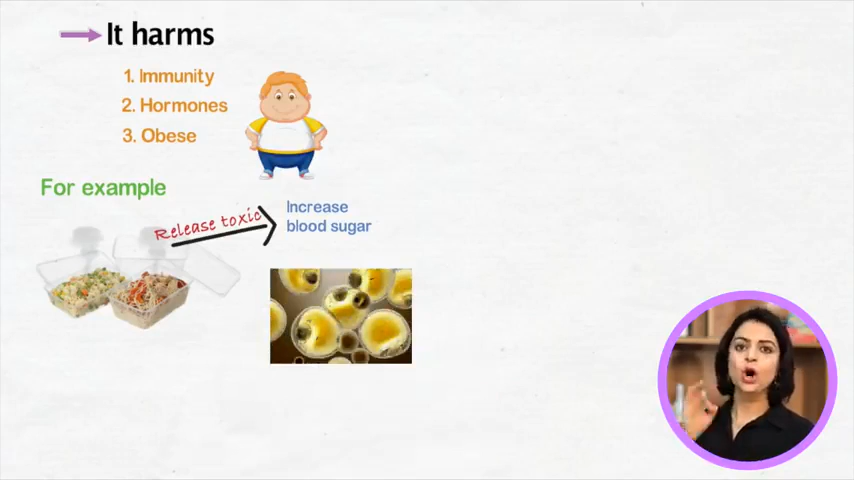 It harms
1. Immunity
2. Hormones
3. Obese
For example
Release toxic
Increase
blood sugar